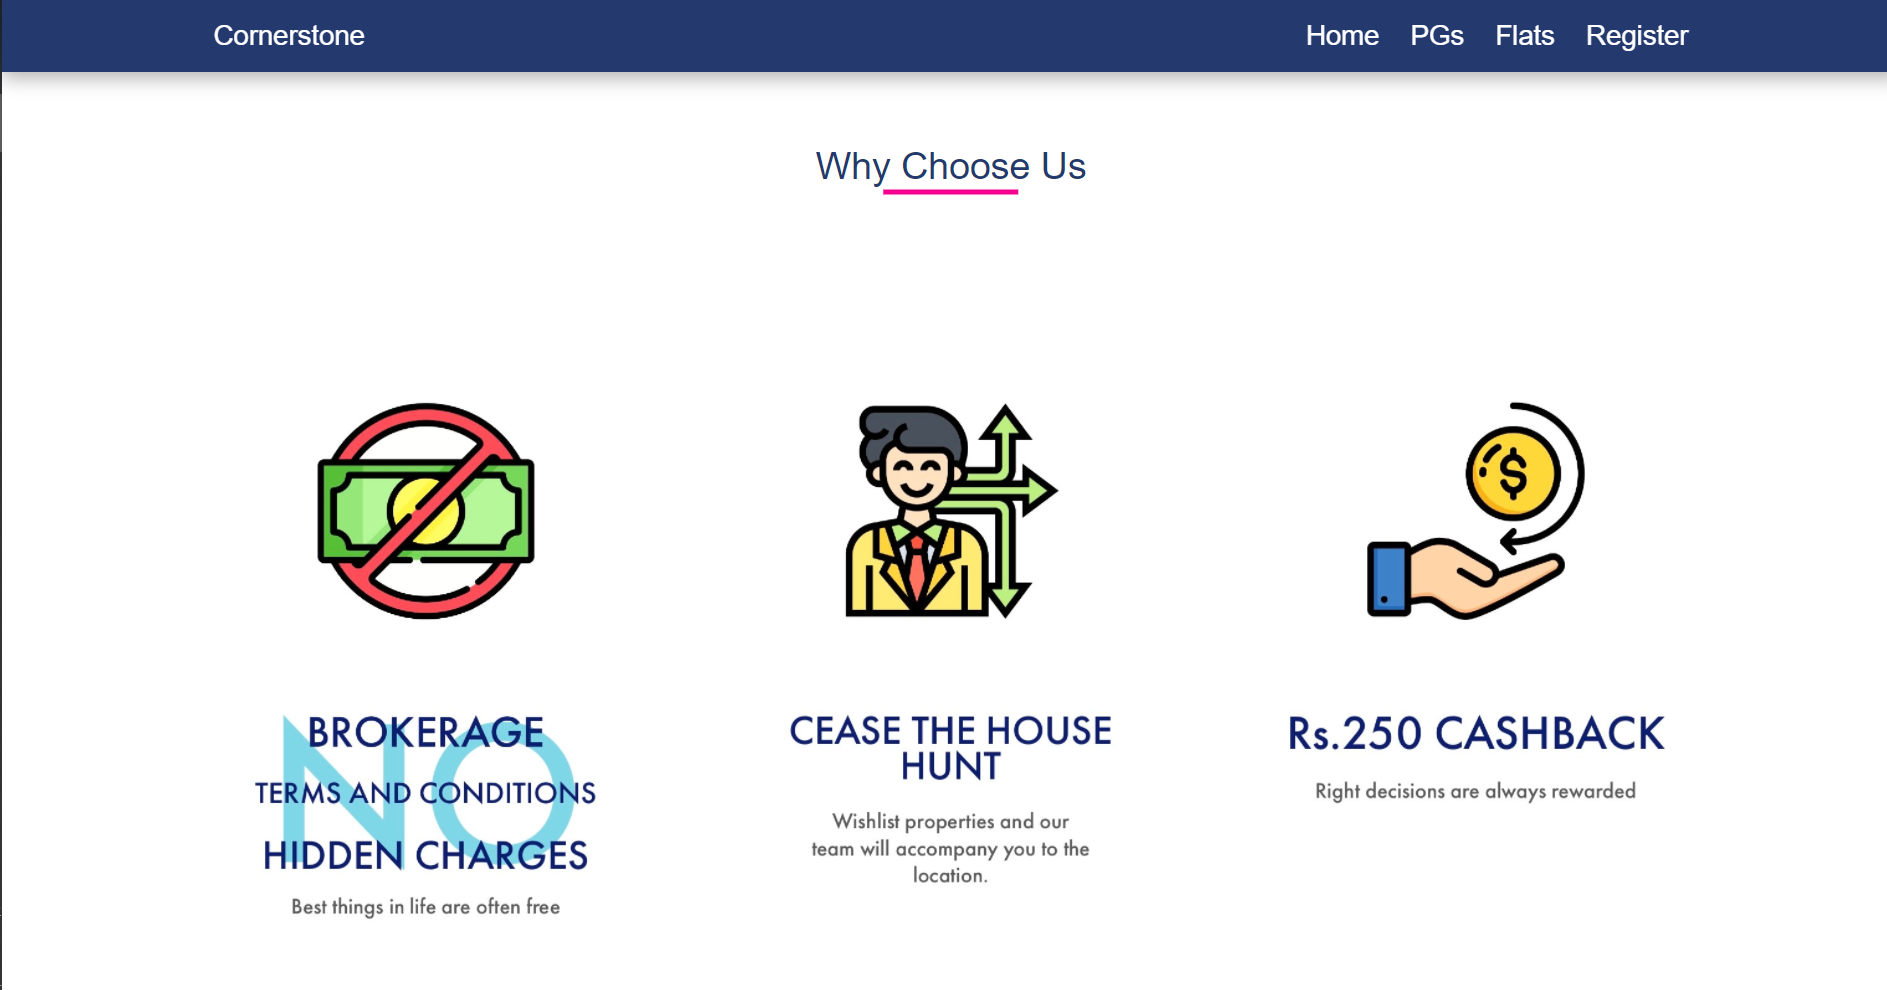 Cornerstone
Home PGs Flats Register
Why Choose Us
$
NO
BROKERAGE
TERMS AND CONDITIONS
HIDDEN CHARGES
Best things in life are often free
CEASE THE HOUSE
HUNT
Wishlist properties and our
team will accompany you to the
location.
Rs.250 CASHBACK
Right decisions are always rewarded